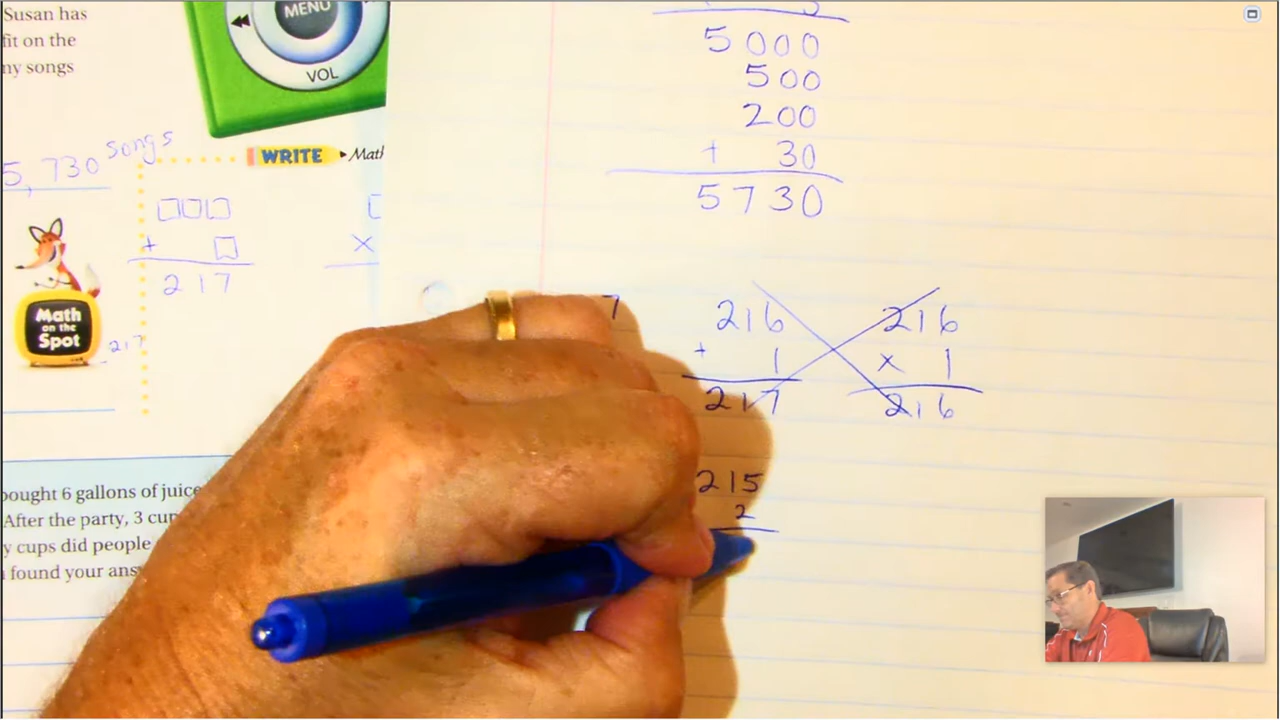 Susan has
fit on the
ny songs
MENU
VOL
5,730 songs
WRITE Math
+
217
×
Math
on the
Spot
217
bought 6 gallons of juice
After the party, 3 cup
y cups did people
found your ans
5000
500
200
+ 30
5730
7
216
+ 1
217
216
× 1
216
215
2